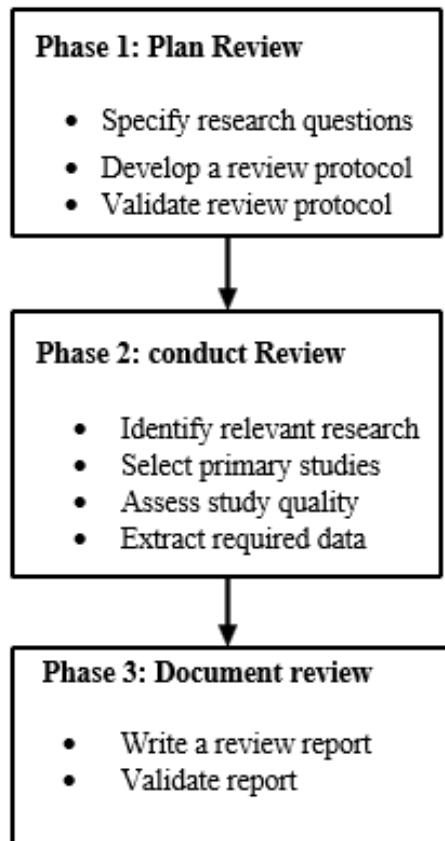 Phase 1: Plan Review
• Specify research questions
• Develop a review protocol
• Validate review protocol
Phase 2: conduct Review
• Identify relevant research
• Select primary studies
• Assess study quality
• Extract required data
Phase 3: Document review
• Write a review report
• Validate report